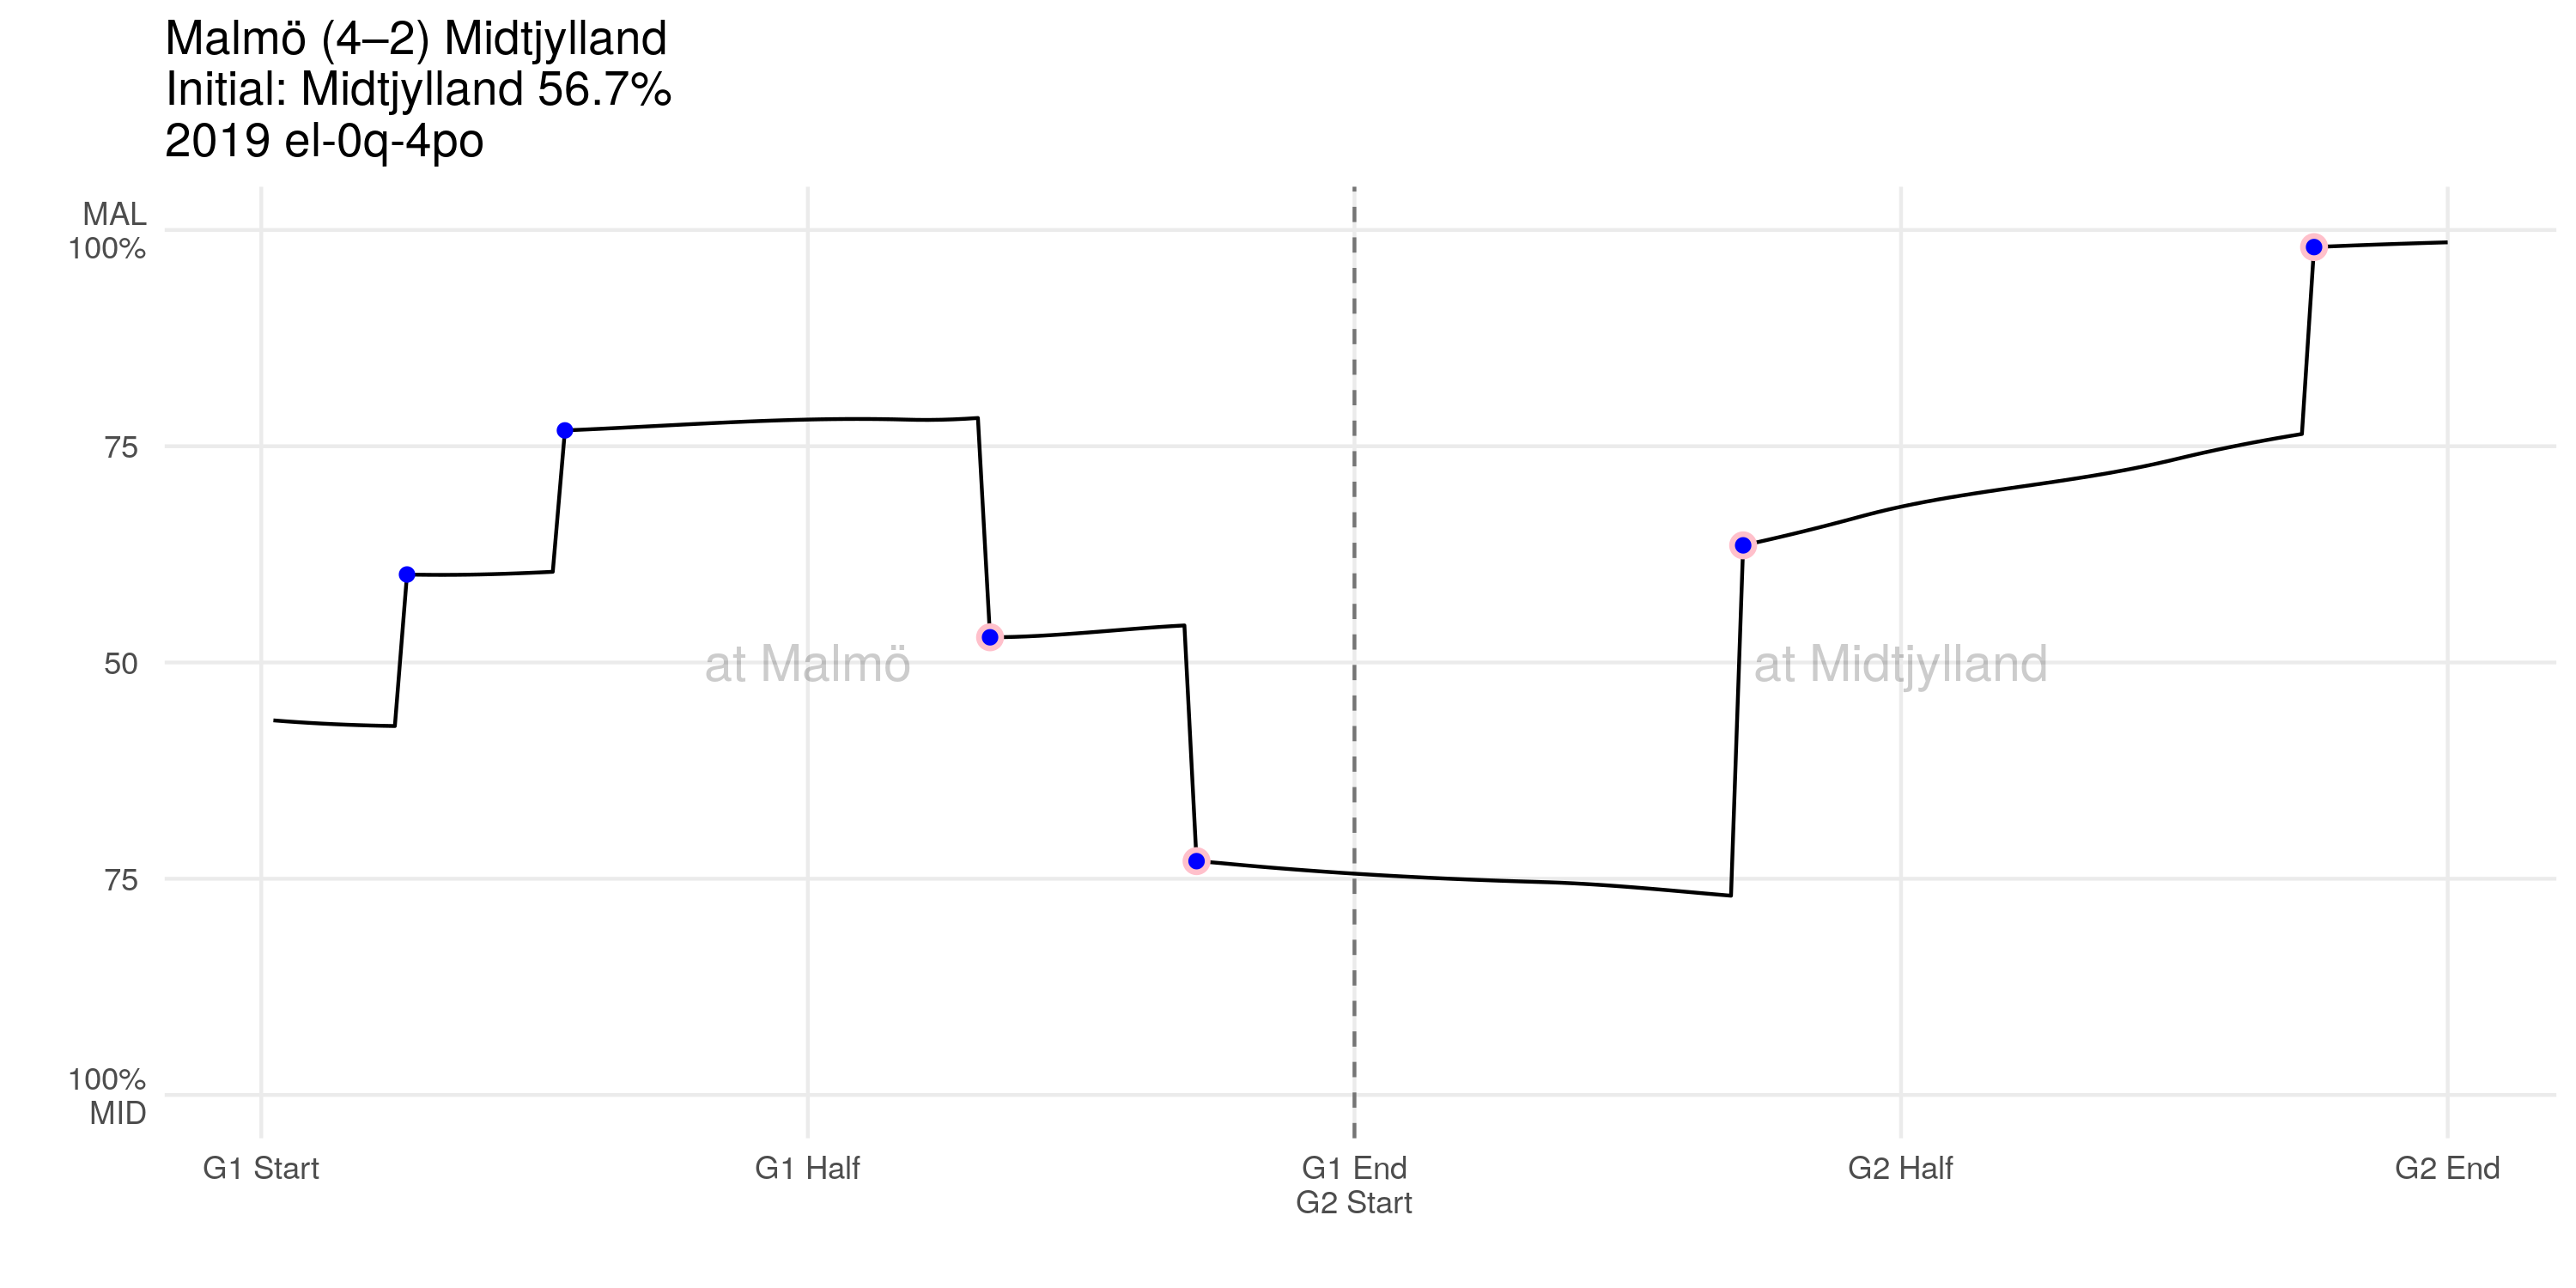 Malmö (4–2) Midtjylland
Initial: Midtjylland 56.7%
2019 el-0q-4po
MAL
100%
75
50
75
100%
MID
at Malmö
at Midtjylland
G1 Start
G1 Half
G1 End
G2 Start
G2 Half
G2 End